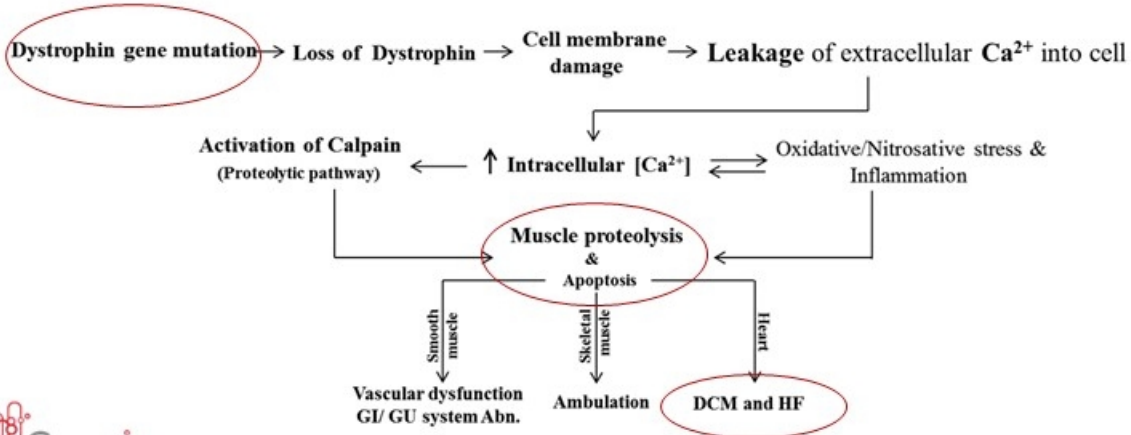 Dystrophin gene mutation
Loss of Dystrophin
Cell membrane
damage
Leakage of extracellular Ca²⁺ into cell
Activation of Calpain
(Proteolytic pathway)
↑ Intracellular [Ca²⁺]
Oxidative/Nitrosative stress &
Inflammation
Muscle proteolysis
&
Apoptosis
Smooth
muscle
Skeletal
muscle
Heart
Vascular dysfunction
GI/ GU system Abn.
Ambulation
DCM and HF